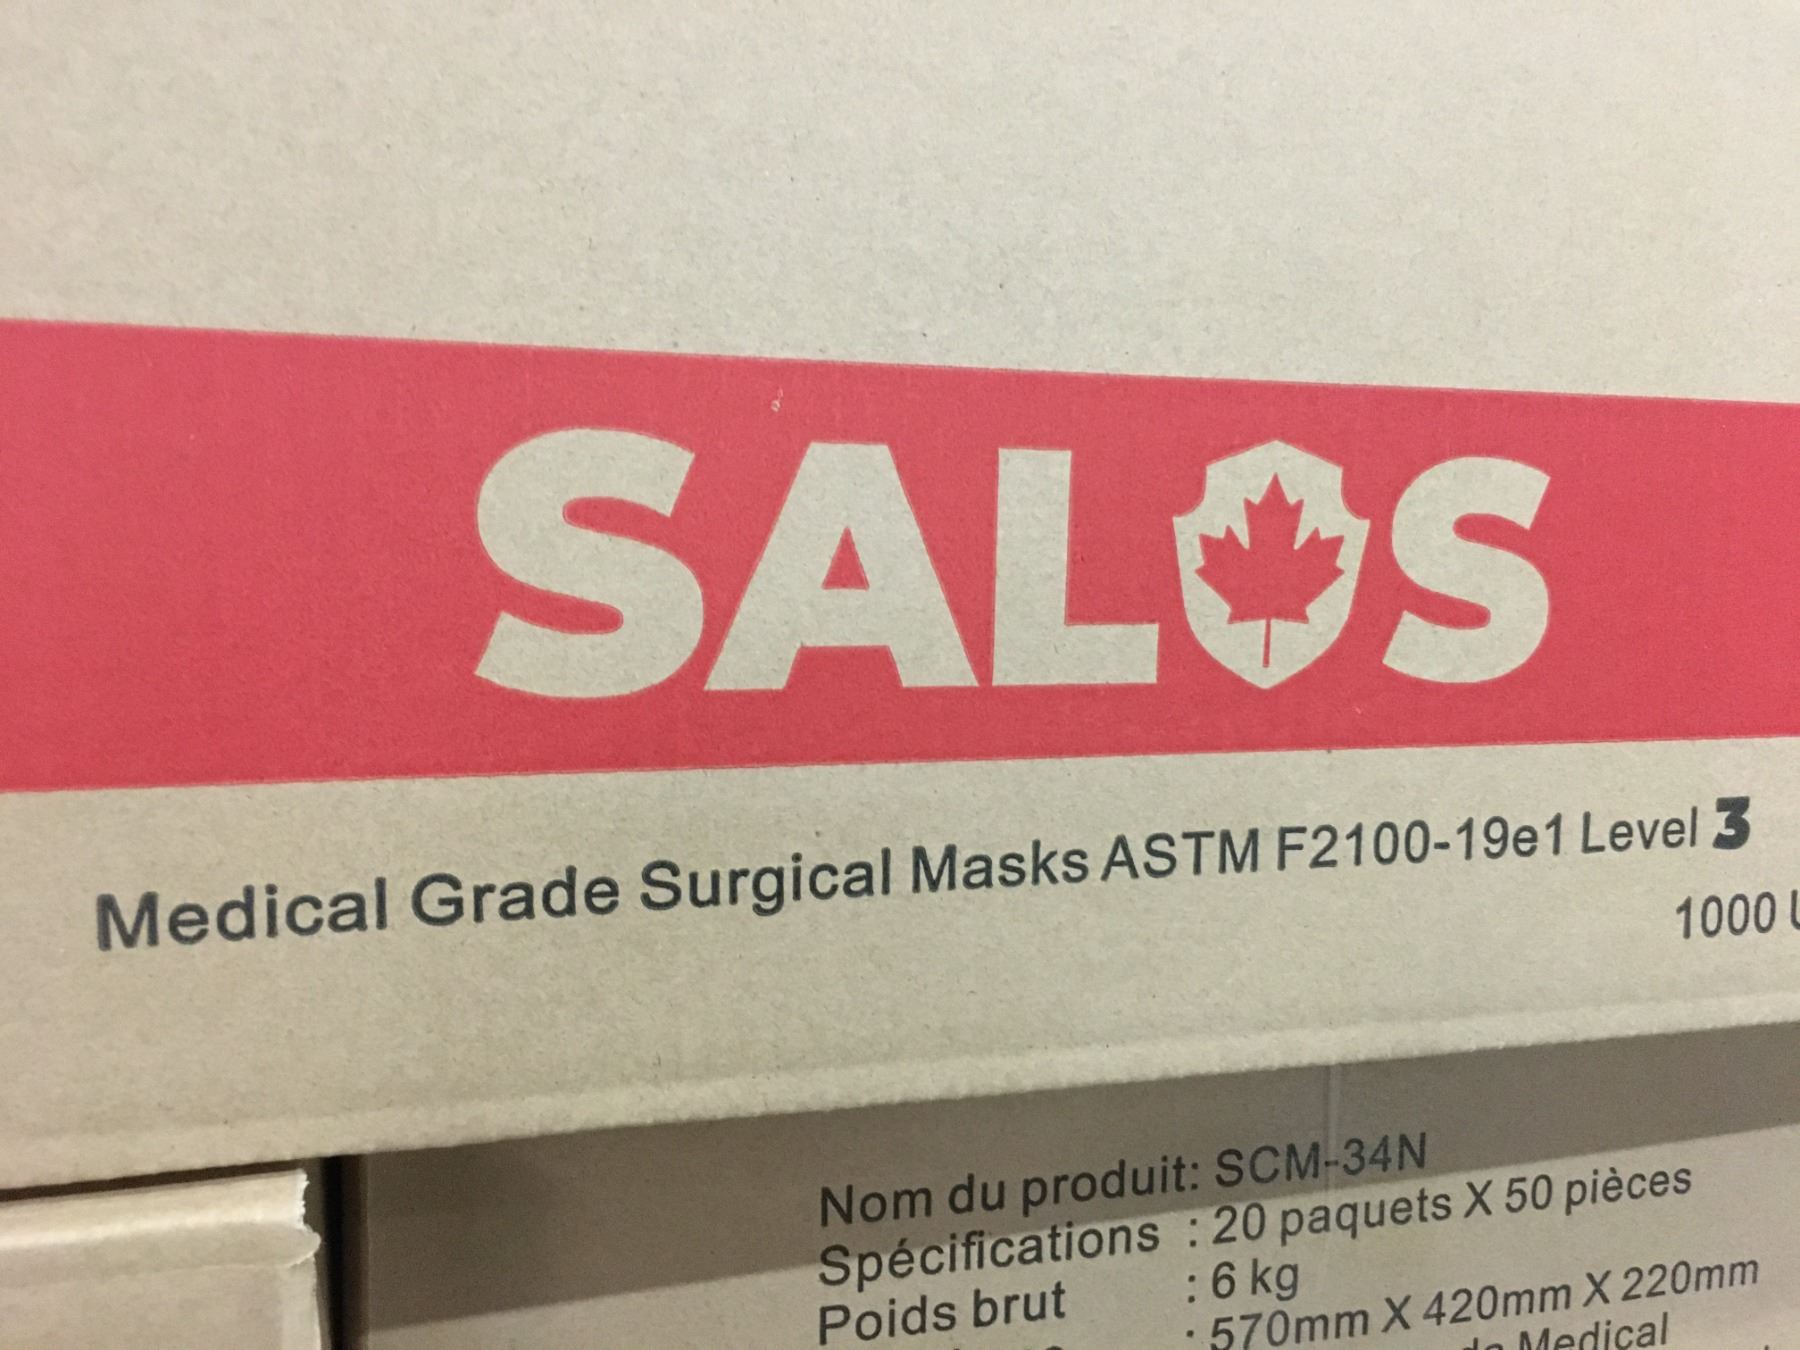 SALOS
Medical Grade Surgical Masks ASTM F2100-19e1 Level 3
1000
Nom du produit: SCM-34N
Spécifications : 20 paquets X 50 pièces
Poids brut : 6 kg
: 570mm X 420mm X 220mm
Medical